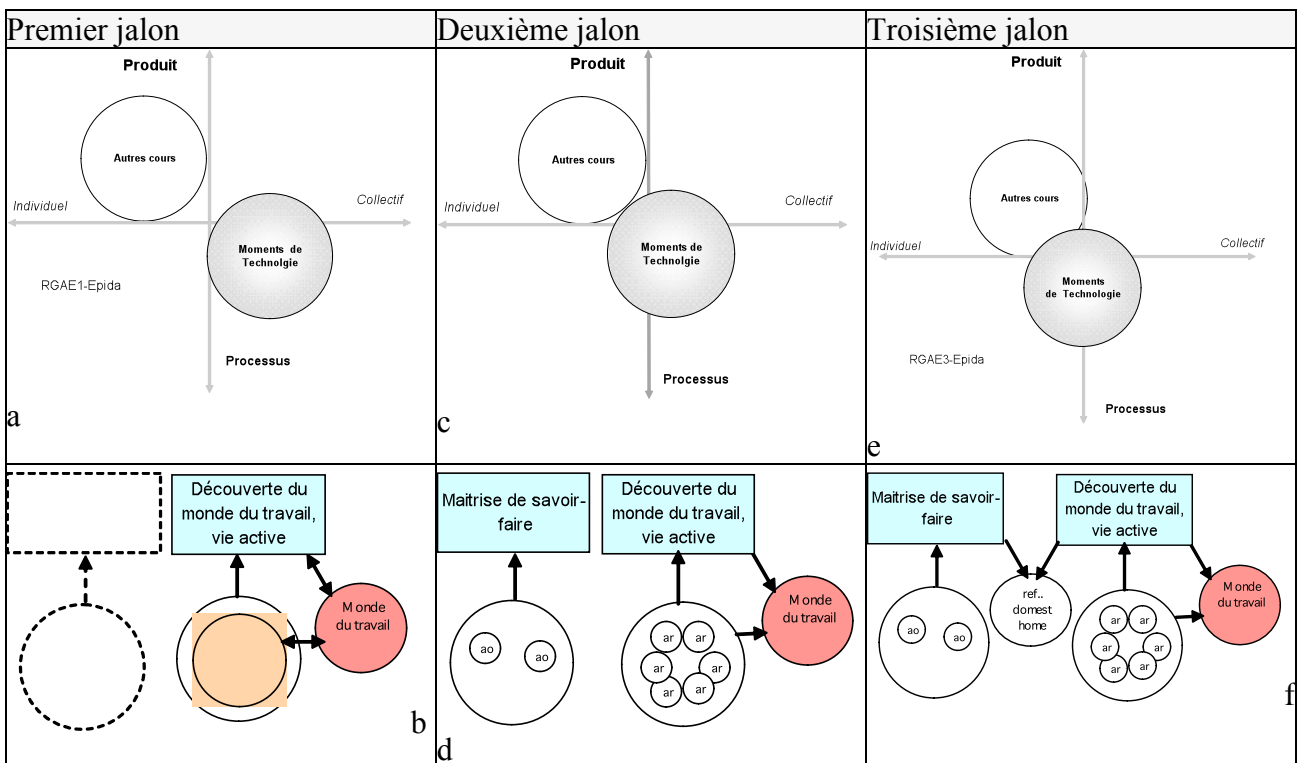 Premier jalon
Deuxième jalon
Troisième jalon
Produit
Autres cours
Individuel
Collectif
Moments de
Technolgie
RGAE1-Epida
Processus
a
Produit
Autres cours
Individuel
Collectif
Moments de
Technolgie
Processus
c
Produit
Autres cours
Individuel
Collectif
Moments
de Technologie
RGAE3-Epida
Processus
e
Découverte du
monde du travail,
vie active
Monde
du travail
b
Maitrise de savoir-
faire
Découverte du
monde du travail,
vie active
Monde
du travail
ao
ao
ar
ar
ar
ar
ar
ar
d
Maitrise de savoir-
faire
Découverte du
monde du travail,
vie active
ref..
domest
home
Monde
du travail
ao
ao
ar
ar
ar
ar
ar
ar
f